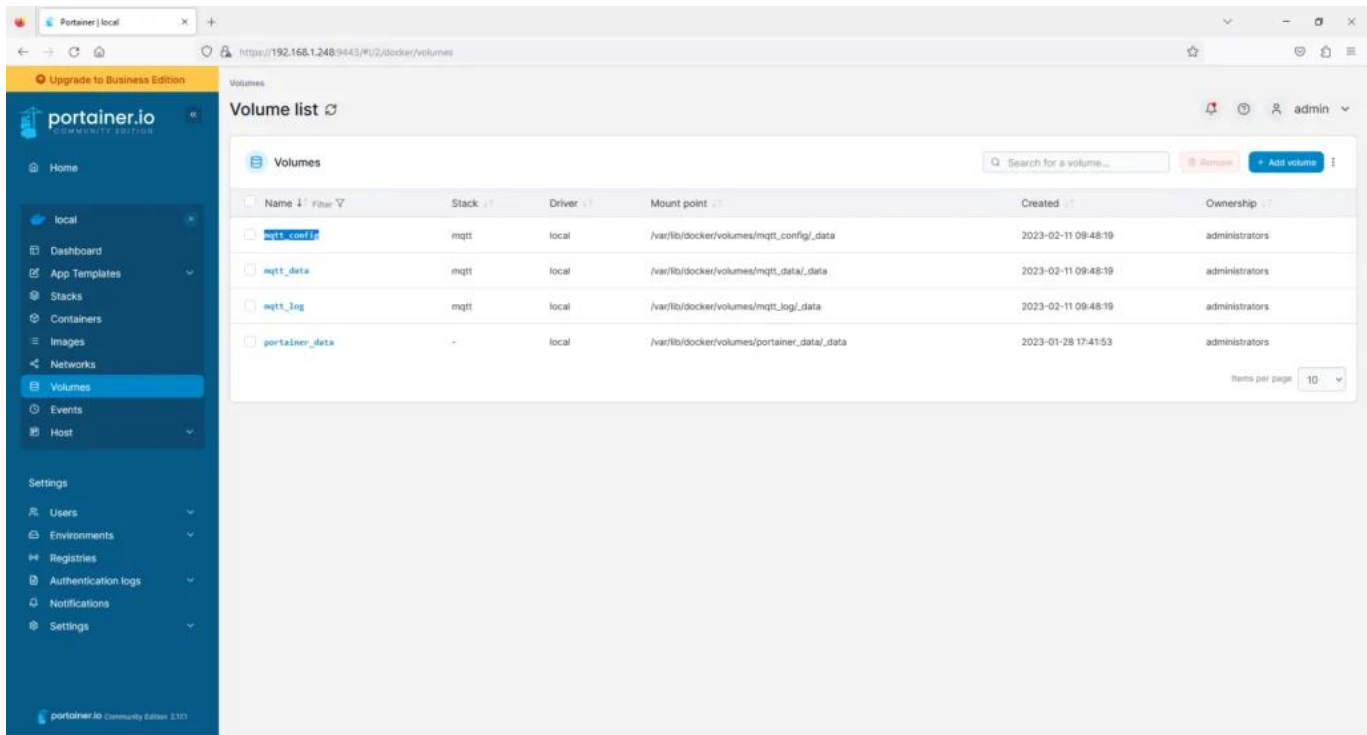 Portainer | local
https://192.168.1.248:9443/#!/2/docker/volumes
Upgrade to Business Edition
portainer.io
COMMUNITY EDITION
Home
local
Dashboard
App Templates
Stacks
Containers
Images
Networks
Volumes
Events
Host
Settings
Users
Environments
Registries
Authentication logs
Notifications
Settings
portainer.io Community Edition
Volumes
Volume list
admin
Volumes
Search for a volume...
Remove
+ Add volume
Name Filter Stack Driver Mount point Created Ownership
mqtt_config mqtt local /var/lib/docker/volumes/mqtt_config/_data 2023-02-11 09:48:19 administrators
mqtt_data mqtt local /var/lib/docker/volumes/mqtt_data/_data 2023-02-11 09:48:19 administrators
mqtt_log mqtt local /var/lib/docker/volumes/mqtt_log/_data 2023-02-11 09:48:19 administrators
portainer_data - local /var/lib/docker/volumes/portainer_data/_data 2023-01-28 17:41:53 administrators
Items per page 10